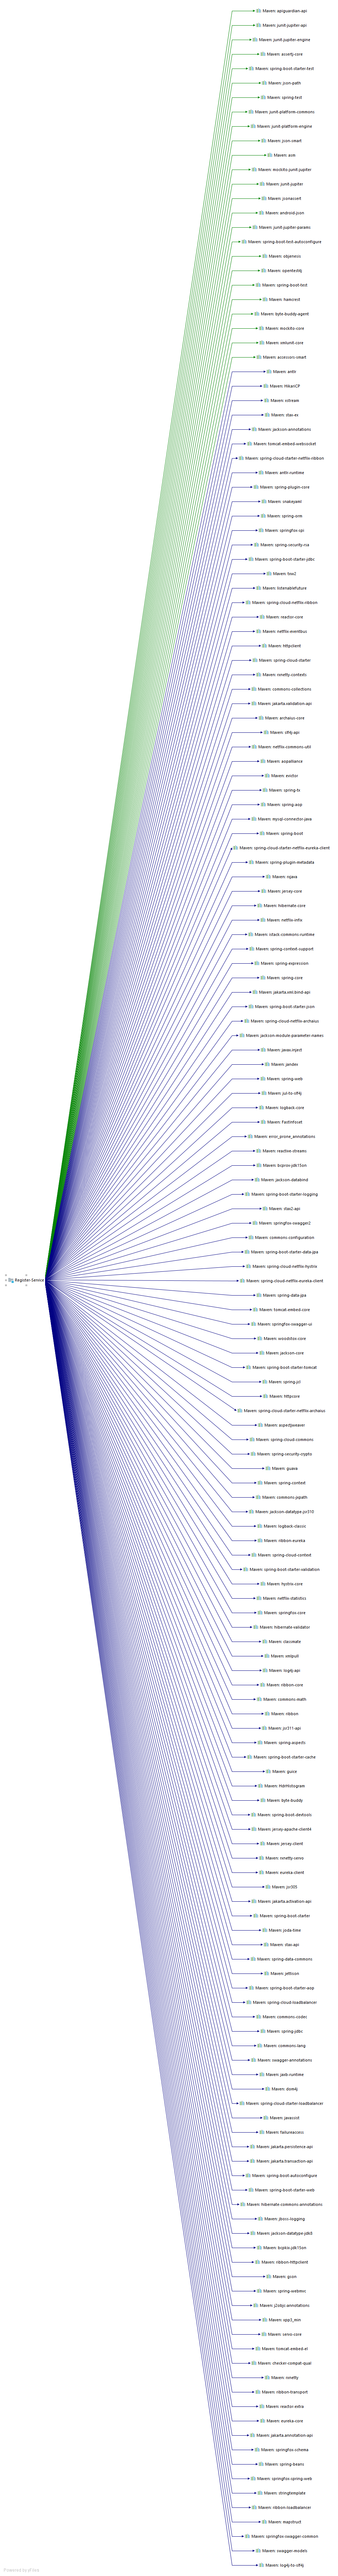 Maven: apiguardian-api
Maven: junit-jupiter-api
Maven: junit-jupiter-engine
Maven: assertj-core
Maven: spring-boot-starter-test
Maven: json-path
Maven: spring-test
Maven: junit-platform-commons
Maven: junit-platform-engine
Maven: json-smart
Maven: asm
Maven: mockito-junit-jupiter
Maven: junit-jupiter
Maven: jsonassert
Maven: android-json
Maven: junit-jupiter-params
Maven: spring-boot-test-autoconfigure
Maven: objenesis
Maven: opentest4j
Maven: spring-boot-test
Maven: hamcrest
Maven: byte-buddy-agent
Maven: mockito-core
Maven: xmlunit-core
Maven: accessors-smart
Maven: antlr
Maven: HikariCP
Maven: xstream
Maven: stax-ex
Maven: jackson-annotations
Maven: tomcat-embed-websocket
Maven: spring-cloud-starter-netflix-ribbon
Maven: antlr-runtime
Maven: spring-plugin-core
Maven: snakeyaml
Maven: spring-orm
Maven: springfox-spi
Maven: spring-security-rsa
Maven: spring-boot-starter-jdbc
Maven: txw2
Maven: listenablefuture
Maven: spring-cloud-netflix-ribbon
Maven: reactor-core
Maven: netflix-eventbus
Maven: httpclient
Maven: spring-cloud-starter
Maven: rxnetty-contexts
Maven: commons-collections
Maven: jakarta.validation-api
Maven: archaius-core
Maven: slf4j-api
Maven: netflix-commons-util
Maven: aopalliance
Maven: evictor
Maven: spring-tx
Maven: spring-aop
Maven: mysql-connector-java
Maven: spring-boot
Maven: spring-cloud-starter-netflix-eureka-client
Maven: spring-plugin-metadata
Maven: rxjava
Maven: jersey-core
Maven: hibernate-core
Maven: netflix-infix
Maven: istack-commons-runtime
Maven: spring-context-support
Maven: spring-expression
Maven: spring-core
Maven: jakarta.xml.bind-api
Maven: spring-boot-starter-json
Maven: spring-cloud-netflix-archaius
Maven: jackson-module-parameter-names
Maven: javax.inject
Maven: jandex
Maven: spring-web
Maven: jul-to-slf4j
Maven: logback-core
Maven: FastInfoset
Maven: error_prone_annotations
Maven: reactive-streams
Maven: bcprov-jdk15on
Maven: jackson-databind
Maven: spring-boot-starter-logging
Maven: stax2-api
Maven: springfox-swagger2
Maven: commons-configuration
Maven: spring-boot-starter-data-jpa
Maven: spring-cloud-netflix-hystrix
Register-Service
Maven: spring-cloud-netflix-eureka-client
Maven: spring-data-jpa
Maven: tomcat-embed-core
Maven: springfox-swagger-ui
Maven: woodstox-core
Maven: jackson-core
Maven: spring-boot-starter-tomcat
Maven: spring-jcl
Maven: httpcore
Maven: spring-cloud-starter-netflix-archaius
Maven: aspectjweaver
Maven: spring-cloud-commons
Maven: spring-security-crypto
Maven: guava
Maven: spring-context
Maven: commons-jxpath
Maven: jackson-datatype-jsr310
Maven: logback-classic
Maven: ribbon-eureka
Maven: spring-cloud-context
Maven: spring-boot-starter-validation
Maven: hystrix-core
Maven: netflix-statistics
Maven: springfox-core
Maven: hibernate-validator
Maven: classmate
Maven: xmlpull
Maven: log4j-api
Maven: ribbon-core
Maven: commons-math
Maven: ribbon
Maven: jsr311-api
Maven: spring-aspects
Maven: spring-boot-starter-cache
Maven: guice
Maven: HdrHistogram
Maven: byte-buddy
Maven: spring-boot-devtools
Maven: jersey-apache-client4
Maven: jersey-client
Maven: rxnetty-servo
Maven: eureka-client
Maven: jsr305
Maven: jakarta.activation-api
Maven: spring-boot-starter
Maven: joda-time
Maven: stax-api
Maven: spring-data-commons
Maven: jettison
Maven: spring-boot-starter-aop
Maven: spring-cloud-loadbalancer
Maven: commons-codec
Maven: spring-jdbc
Maven: commons-lang
Maven: swagger-annotations
Maven: jaxb-runtime
Maven: dom4j
Maven: spring-cloud-starter-loadbalancer
Maven: javassist
Maven: failureaccess
Maven: jakarta.persistence-api
Maven: jakarta.transaction-api
Maven: spring-boot-autoconfigure
Maven: spring-boot-starter-web
Maven: hibernate-commons-annotations
Maven: jboss-logging
Maven: jackson-datatype-jdk8
Maven: bcpkix-jdk15on
Maven: ribbon-httpclient
Maven: gson
Maven: spring-webmvc
Maven: j2objc-annotations
Maven: xpp3_min
Maven: servo-core
Maven: tomcat-embed-el
Maven: checker-compat-qual
Maven: rxnetty
Maven: ribbon-transport
Maven: reactor-extra
Maven: eureka-core
Maven: jakarta.annotation-api
Maven: springfox-schema
Maven: spring-beans
Maven: springfox-spring-web
Maven: stringtemplate
Maven: ribbon-loadbalancer
Maven: mapstruct
Maven: springfox-swagger-common
Maven: swagger-models
Maven: log4j-to-slf4j
Powered by yFiles